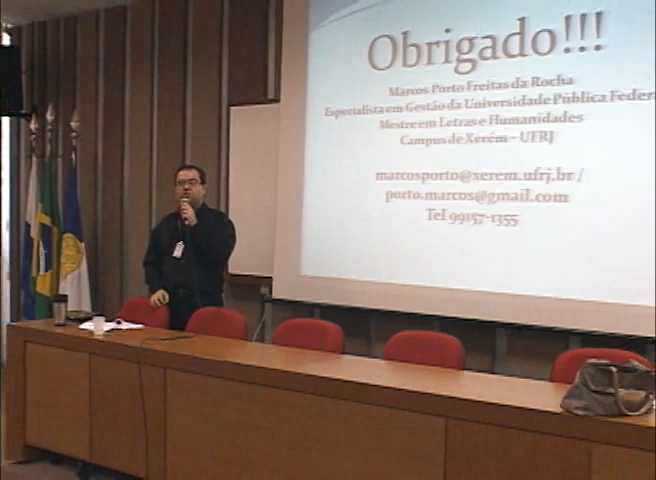 Obrigado!!!
Marcos Porto Freitas da Rocha
Especialista em Gestão da Universidade Pública Federa
Mestre em Letras e Humanidades
Campus de Xerém - UFRJ
marcosporto@xerem.ufrj.br /
porto.marcos@gmail.com
Tel 99157-1355